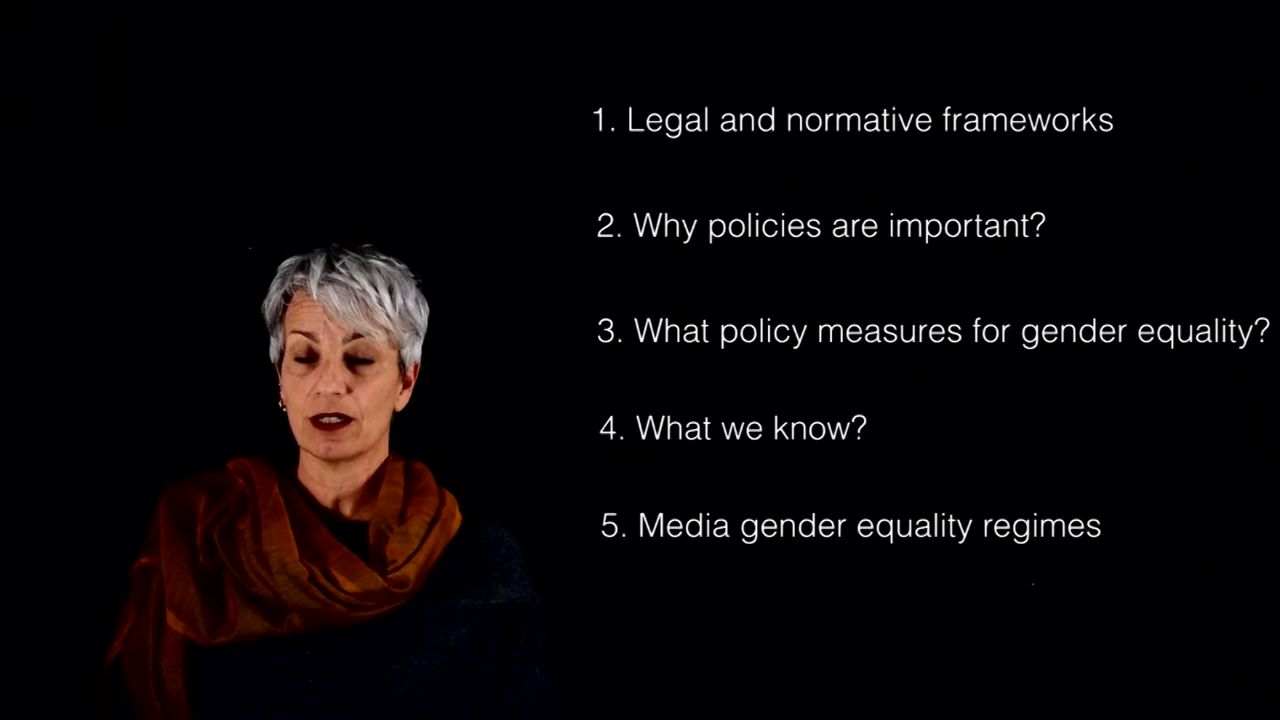 1. Legal and normative frameworks
2. Why policies are important?
3. What policy measures for gender equality?
4. What we know?
5. Media gender equality regimes